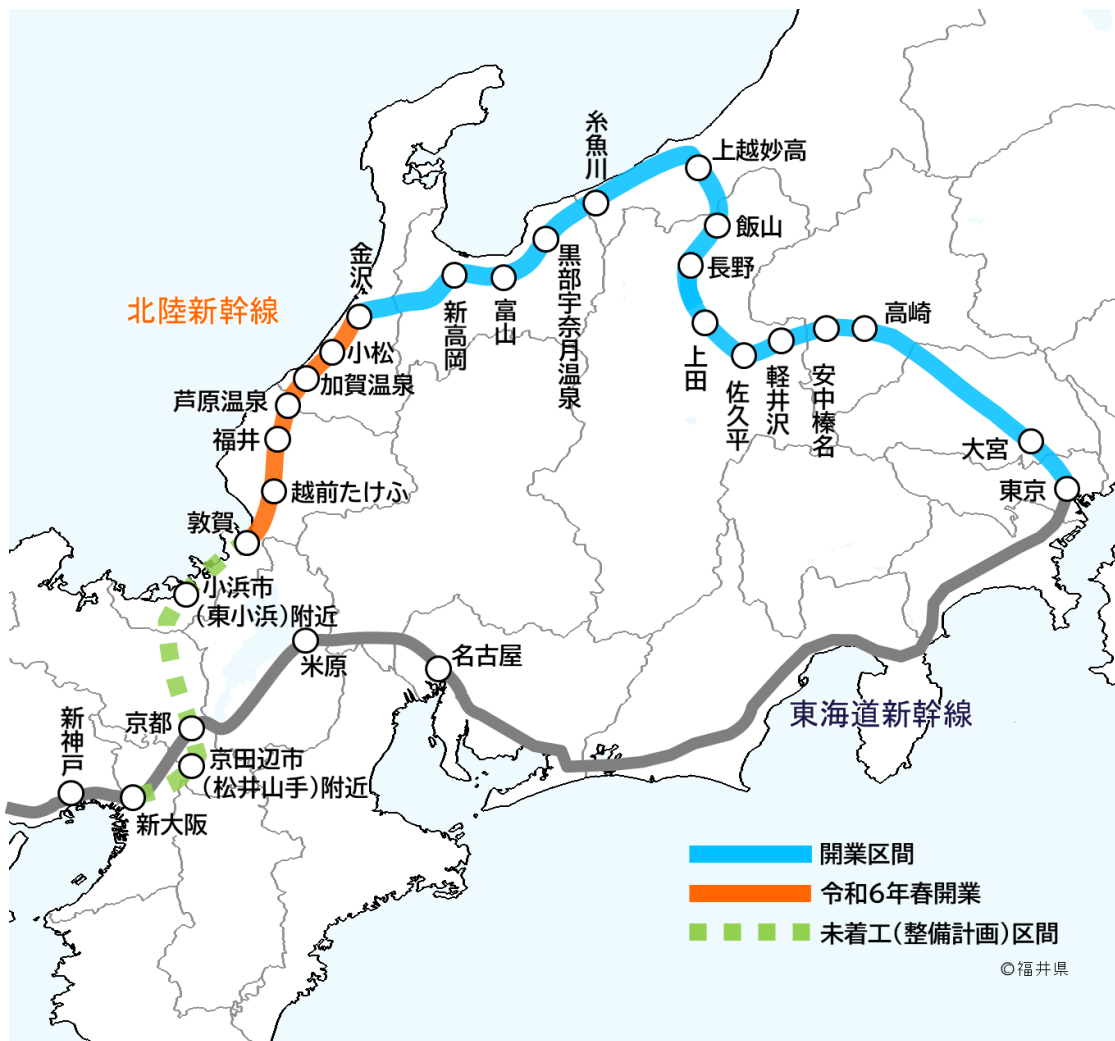 糸魚川
上越妙高
飯山
金沢
長野
北陸新幹線
黒部宇奈月温泉
新高岡
富山
高崎
小松
上田
軽井沢
安中榛名
加賀温泉
佐久平
芦原温泉
福井
大宮
越前たけふ
東京
敦賀
小浜市
(東小浜)附近
米原
名古屋
東海道新幹線
新神戸
京都
京田辺市
(松井山手)附近
新大阪
開業区間
令和6年春開業
未着工(整備計画)区間
©福井県